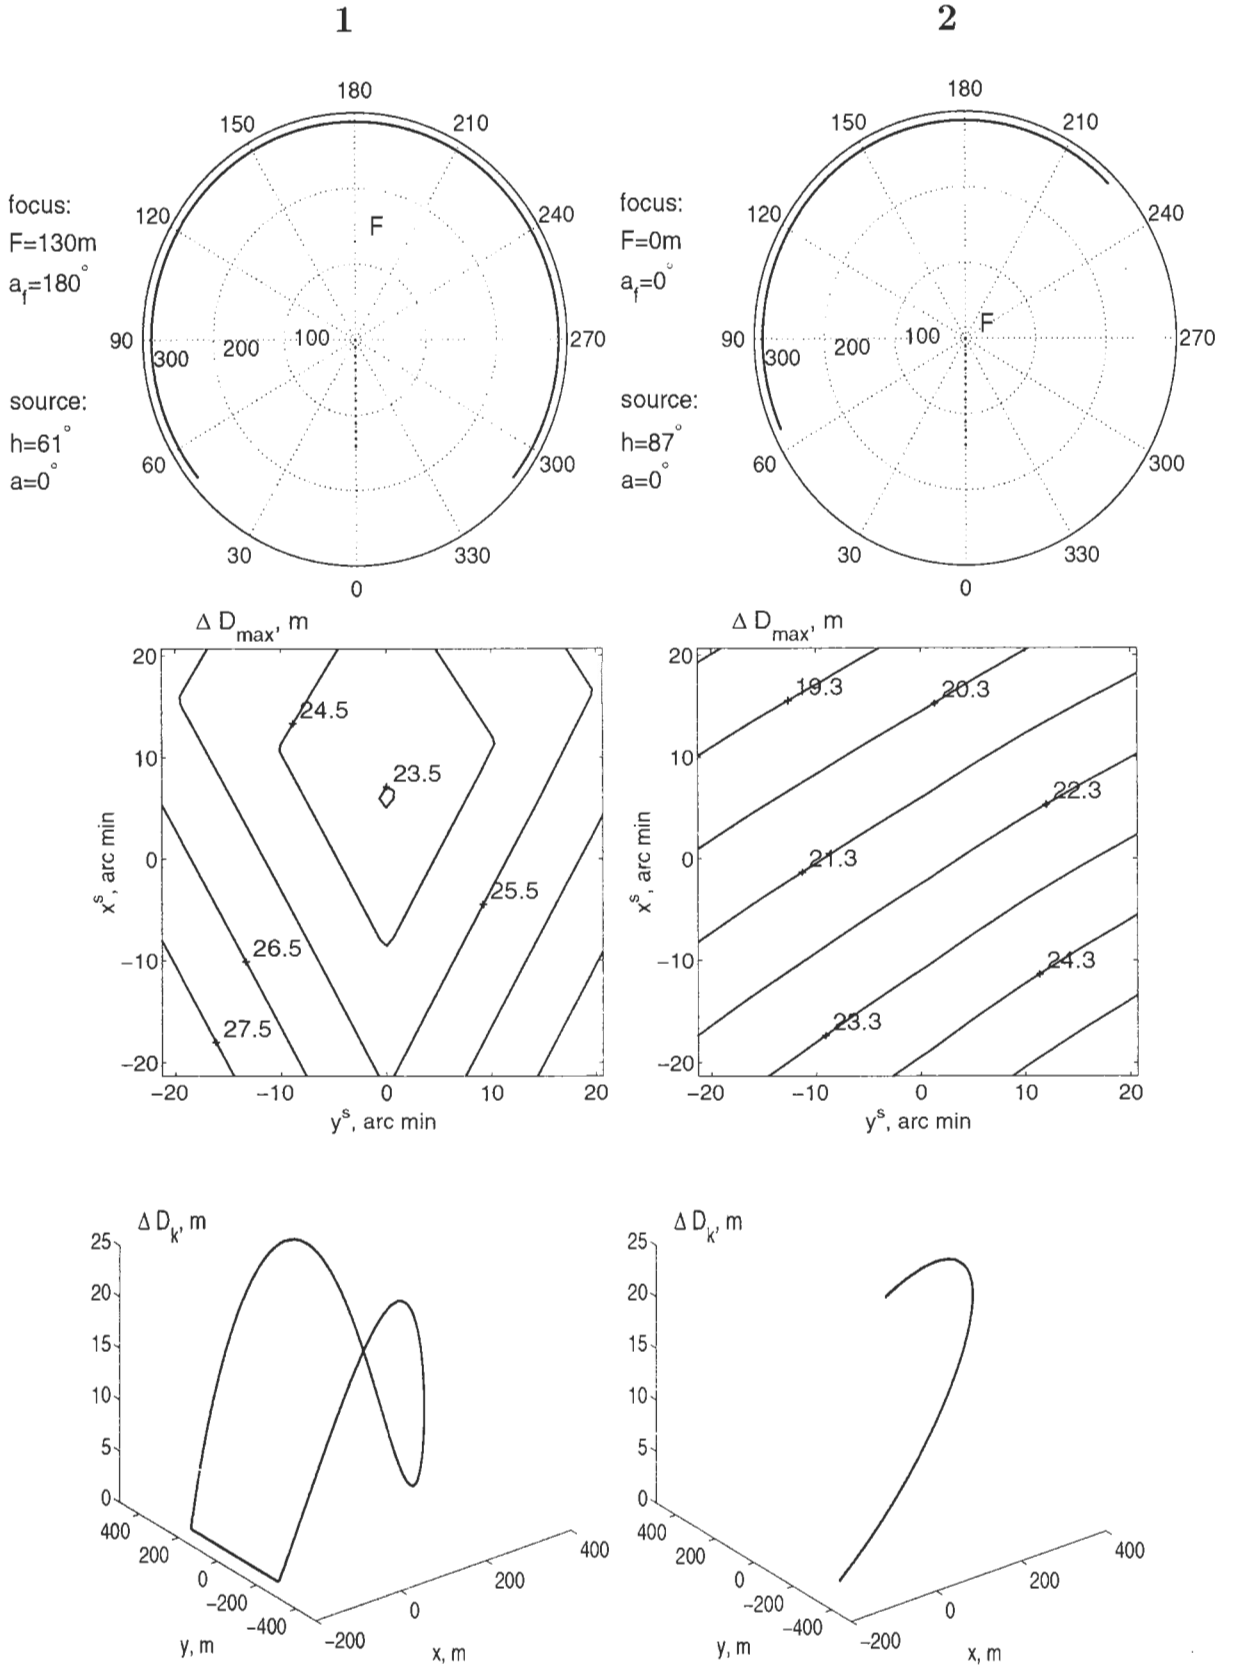 1
2
180
150
210
focus:
120
240
F=130m
F
a_f=180°
90
100
270
300
200
source:
h=61°
60
300
a=0°
30
330
0
180
150
210
focus:
120
240
F=0m
a_f=0°
F
90
100
270
300
200
source:
h=87°
60
300
a=0°
30
330
0
Δ D_max, m
20
24.5
10
23.5
0
25.5
26.5
−10
27.5
−20
−20 −10 0 10 20
x^s, arc min
y^s, arc min
Δ D_max, m
20
19.3
20.3
10
22.3
0
21.3
−10
24.3
23.3
−20
−20 −10 0 10 20
x^s, arc min
y^s, arc min
Δ D_k, m
25
20
15
10
5
0
400
200
0
−200
−400
y, m
−200
0
200
400
x, m
Δ D_k, m
25
20
15
10
5
0
400
200
0
−200
−400
y, m
−200
0
200
400
x, m